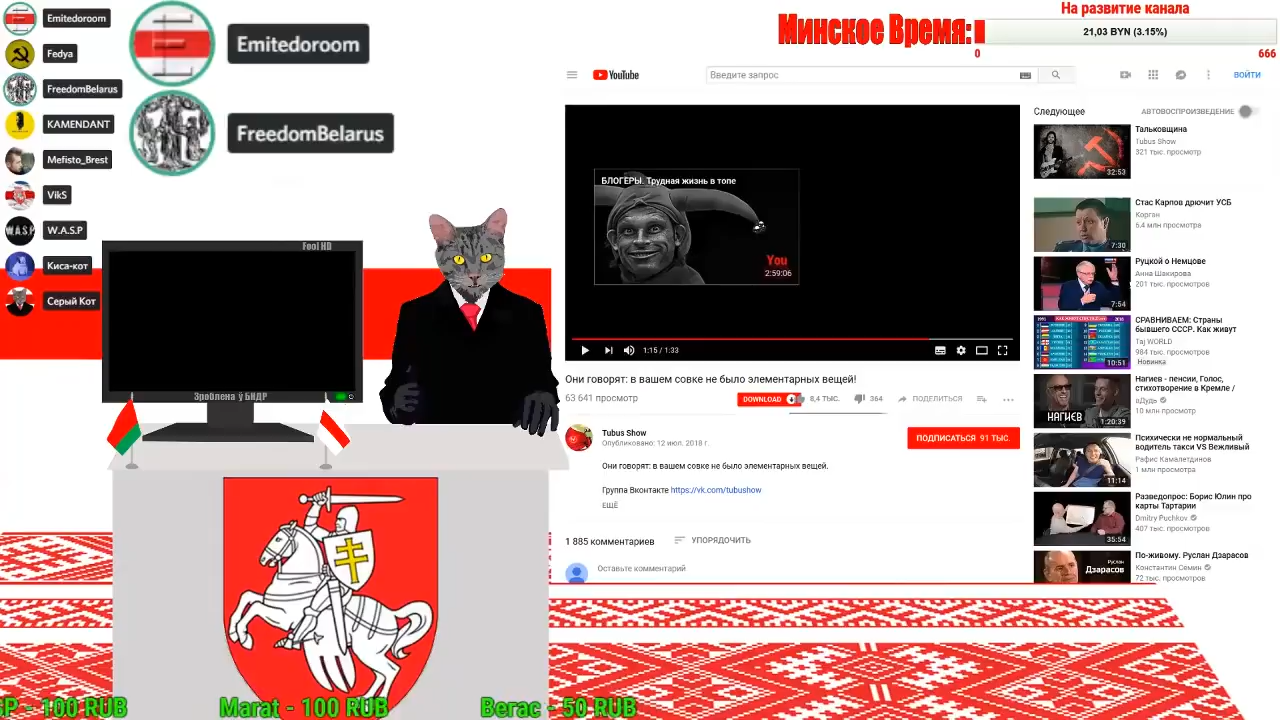 Emitedoroom
Fedya
FreedomBelarus
KAMENDANT
Mefisto_Brest
VikS
W.A.S.P
Киса-кот
Серый Кот
Emitedoroom
FreedomBelarus
На развитие канала
Минское Время:
21,03 BYN (3.15%)
0
666
YouTube
Введите запрос
ВОЙТИ
БЛОГЕРЫ. Трудная жизнь в топе
You
2:59:06
1:15 / 1:33
Они говорят: в вашем совке не было элементарных вещей!
63 641 просмотр
DOWNLOAD
8,4 ТЫС.
364
ПОДЕЛИТЬСЯ
Tubus Show
Опубликовано: 12 июл. 2018 г.
ПОДПИСАТЬСЯ 91 ТЫС.
Они говорят: в вашем совке не было элементарных вещей.
Группа Вконтакте https://vk.com/tubushow
ЕЩЁ
1 885 комментариев
УПОРЯДОЧИТЬ
Оставьте комментарий
Следующее
АВТОВОСПРОИЗВЕДЕНИЕ
Тальковщина
Tubus Show
321 тыс. просмотр
32:53
Стас Карпов дрючит УСБ
Корган
5,4 млн просмотра
7:30
Руцкой о Немцове
Анна Шакирова
201 тыс. просмотров
7:54
СРАВНИВАЕМ: Страны
бывшего СССР. Как живут
Taj WORLD
984 тыс. просмотров
Новинка
10:51
Нагиев - пенсии, Голос,
стихотворение в Кремле /
вДудь
10 млн просмотров
НАГИЕВ
1:20:39
Психически не нормальный
водитель такси VS Вежливый
Рафис Камалетдинов
1 млн просмотра
11:14
Разведопрос: Борис Юлин про
карты Тартарии
Dmitry Puchkov
407 тыс. просмотров
35:54
По-живому. Руслан Дзарасов
Константин Семин
72 тыс. просмотров
Руслан
Дзарасов
Fool HD
Зроблена ў БНДР
SP - 100 RUB
Marat - 100 RUB
Berac - 50 RUB